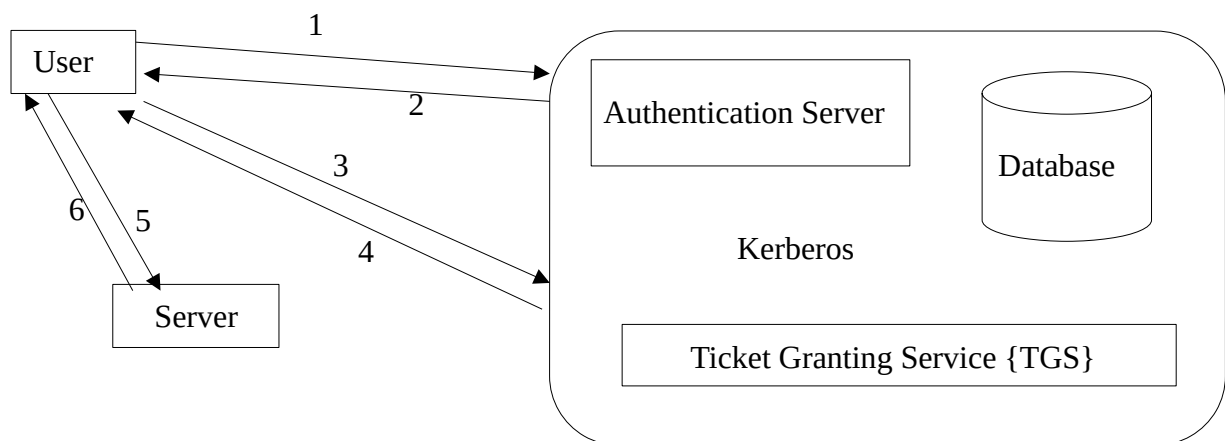 1
User
2
Authentication Server
Database
3
6
5
4
Kerberos
Server
Ticket Granting Service {TGS}